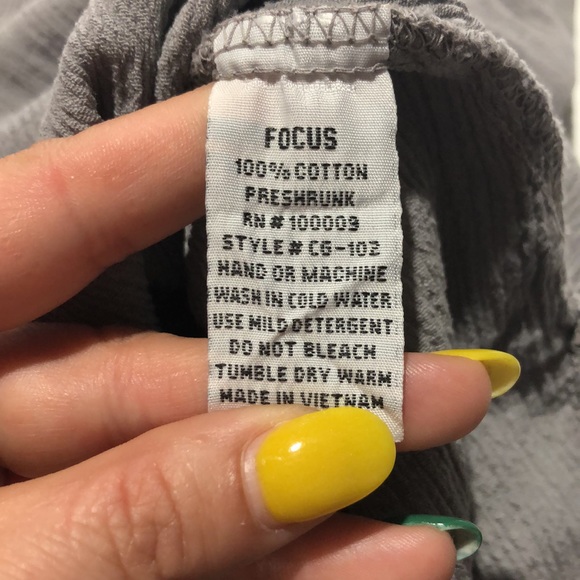 FOCUS
100% COTTON
PRESHRUNK
RN# 100009
STYLE# CG-102
HAND OR MACHINE
WASH IN COLD WATER
USE MILD DETERGENT
DO NOT BLEACH
TUMBLE DRY WARM
MADE IN VIETNAM